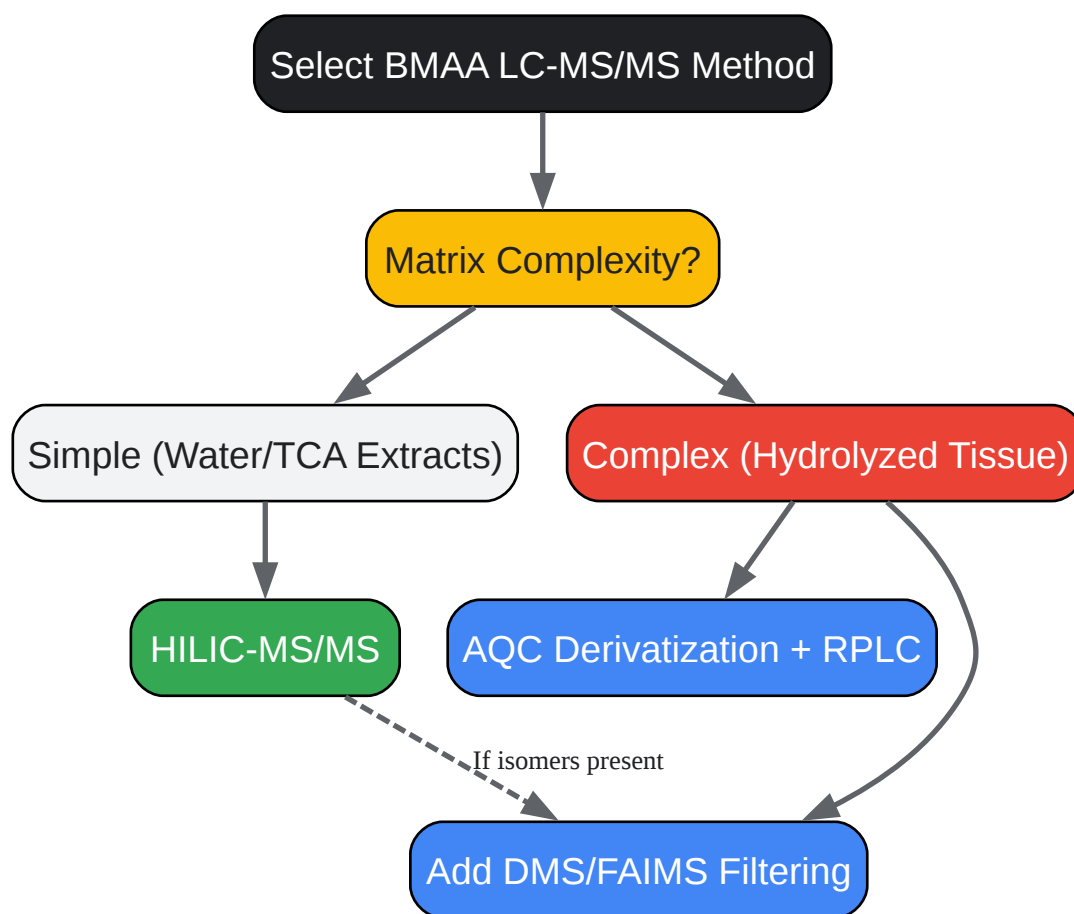 Select BMAA LC-MS/MS Method
Matrix Complexity?
Simple (Water/TCA Extracts)
Complex (Hydrolyzed Tissue)
HILIC-MS/MS
AQC Derivatization + RPLC
If isomers present
Add DMS/FAIMS Filtering